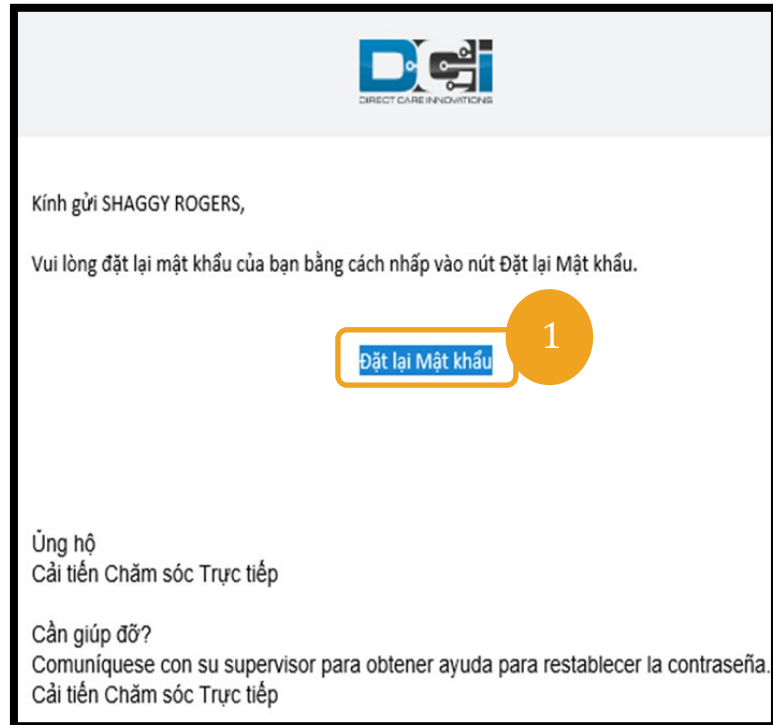 DCi
DIRECT CARE INNOVATIONS
Kính gửi SHAGGY ROGERS,
Vui lòng đặt lại mật khẩu của bạn bằng cách nhấp vào nút Đặt lại Mật khẩu.
1
Đặt lại Mật khẩu
Ủng hộ
Cải tiến Chăm sóc Trực tiếp
Cần giúp đỡ?
Comuníquese con su supervisor para obtener ayuda para restablecer la contraseña.
Cải tiến Chăm sóc Trực tiếp